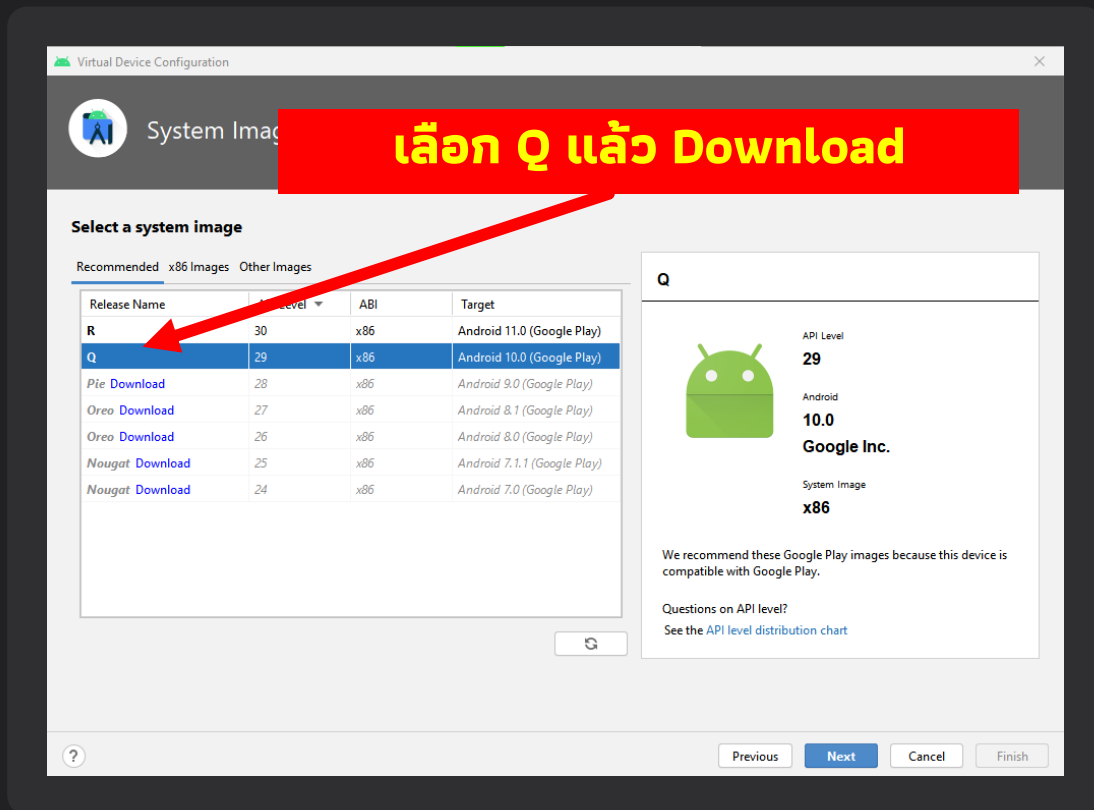 Virtual Device Configuration
System Imag
เลือก Q แล้ว Download
Select a system image
Recommended x86 Images Other Images
Release Name Level ABI Target
R 30 x86 Android 11.0 (Google Play)
Q 29 x86 Android 10.0 (Google Play)
Pie Download 28 x86 Android 9.0 (Google Play)
Oreo Download 27 x86 Android 8.1 (Google Play)
Oreo Download 26 x86 Android 8.0 (Google Play)
Nougat Download 25 x86 Android 7.1.1 (Google Play)
Nougat Download 24 x86 Android 7.0 (Google Play)
Q
API Level
29
Android
10.0
Google Inc.
System Image
x86
We recommend these Google Play images because this device is
compatible with Google Play.
Questions on API level?
See the API level distribution chart
? Previous Next Cancel Finish